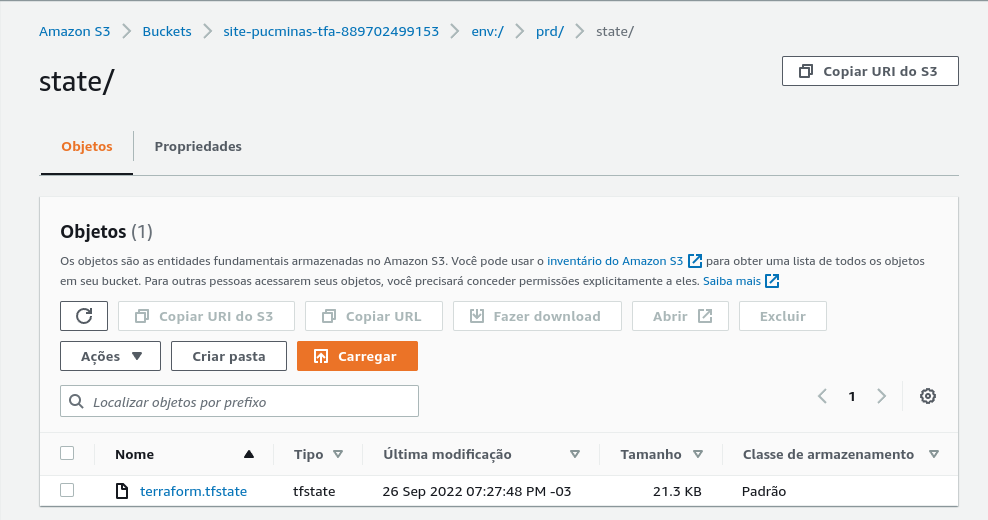 Amazon S3 > Buckets > site-pucminas-tfa-889702499153 > env:/ > prd/ > state/
state/
Copiar URI do S3
Objetos
Propriedades
Objetos (1)
Os objetos são as entidades fundamentais armazenadas no Amazon S3. Você pode usar o inventário do Amazon S3 para obter uma lista de todos os objetos
em seu bucket. Para outras pessoas acessarem seus objetos, você precisará conceder permissões explicitamente a eles. Saiba mais
Copiar URI do S3 Copiar URL Fazer download Abrir Excluir
Ações Criar pasta Carregar
Localizar objetos por prefixo
1
Nome Tipo Última modificação Tamanho Classe de armazenamento
terraform.tfstate tfstate 26 Sep 2022 07:27:48 PM -03 21.3 KB Padrão